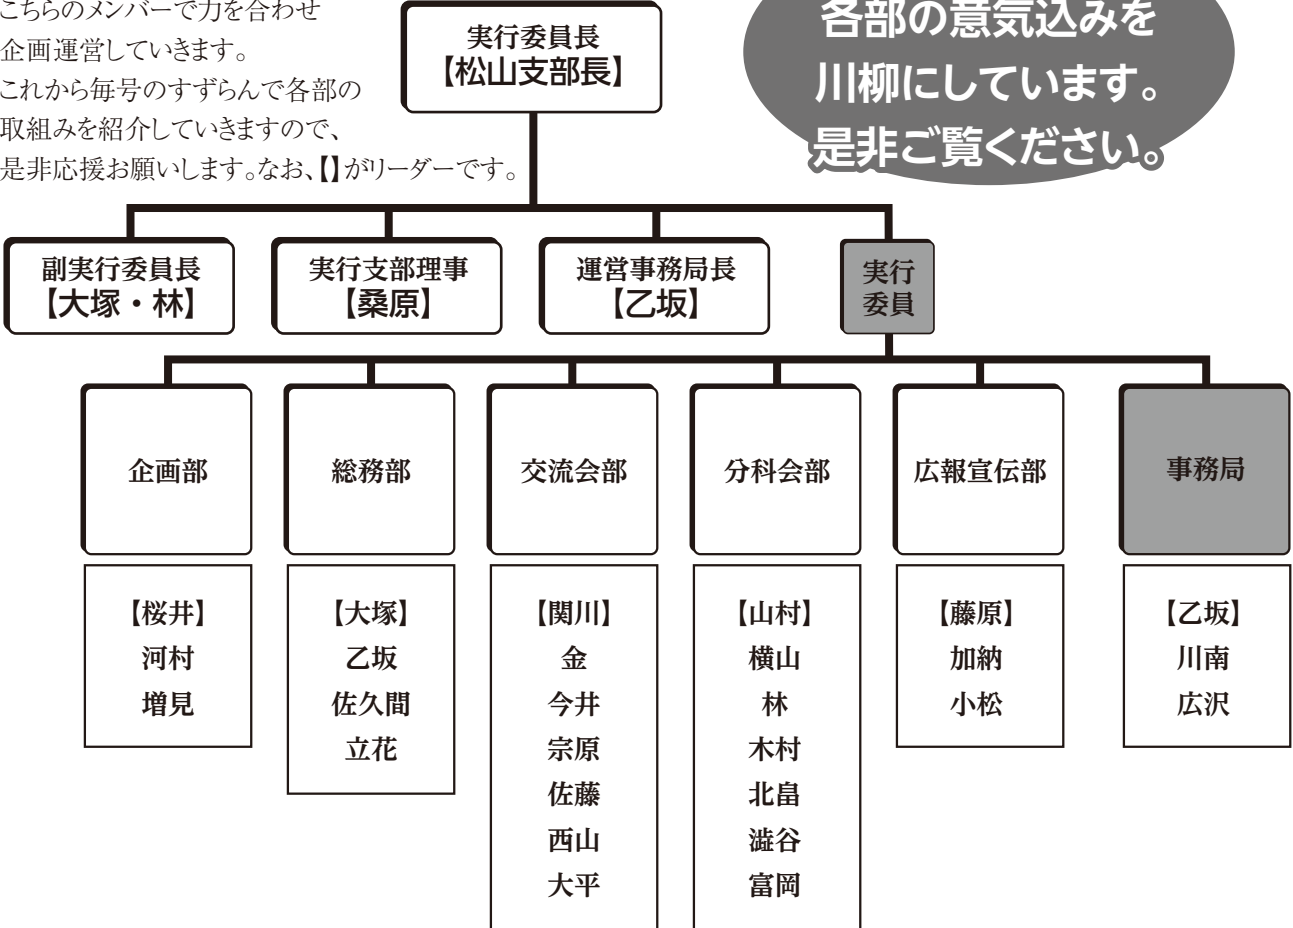 こちらのメンバーで力を合わせ
企画運営していきます。
これから毎号のすずらんで各部の
取組みを紹介していきますので、
是非応援お願いします。なお、【】がリーダーです。
実行委員長
【松山支部長】
各部の意気込みを
川柳にしています。
是非ご覧ください。
副実行委員長
【大塚・林】
実行支部理事
【桑原】
運営事務局長
【乙坂】
実行
委員
企画部
【桜井】
河村
増見
総務部
【大塚】
乙坂
佐久間
立花
交流会部
【関川】
金
今井
宗原
佐藤
西山
大平
分科会部
【山村】
横山
林
木村
北畠
澁谷
富岡
広報宣伝部
【藤原】
加納
小松
事務局
【乙坂】
川南
広沢